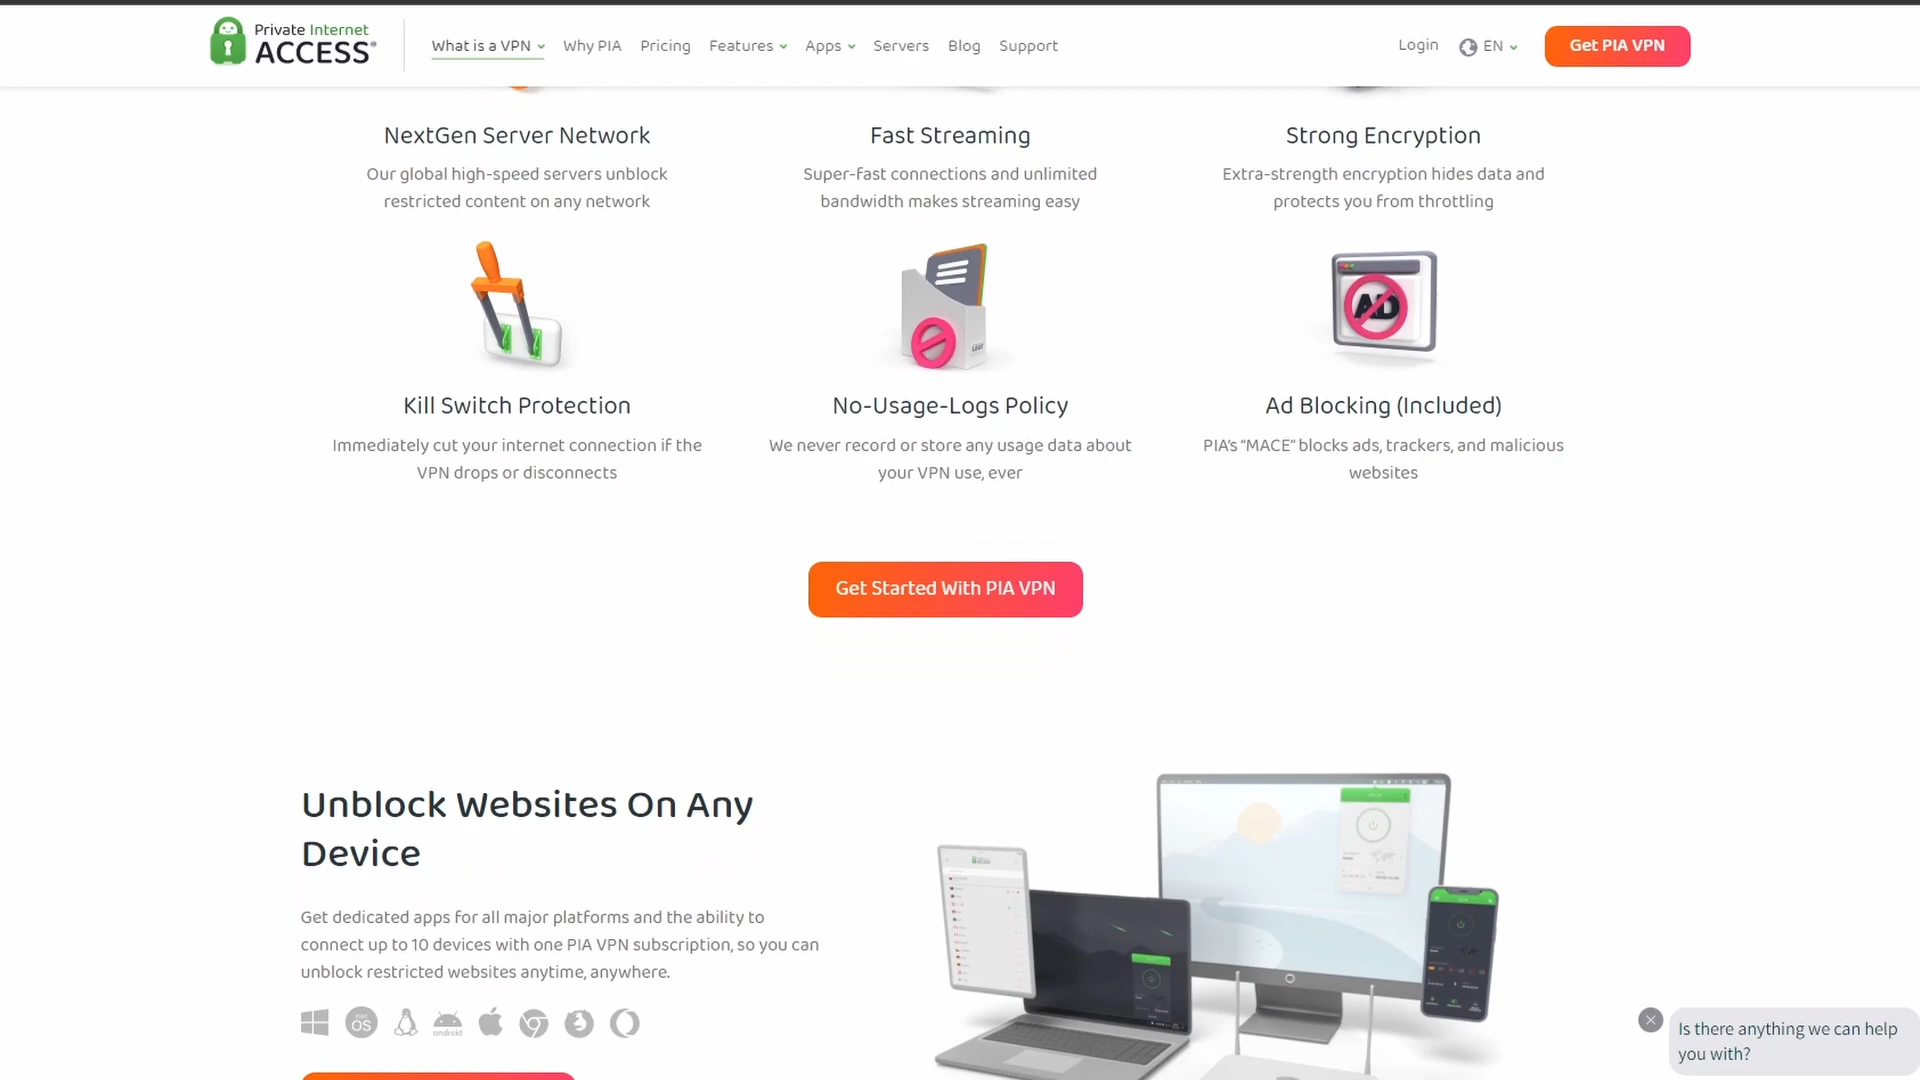 Private Internet
ACCESS®
What is a VPN
Why PIA
Pricing
Features
Apps
Servers
Blog
Support
Login
EN
Get PIA VPN
NextGen Server Network
Our global high-speed servers unblock
restricted content on any network
Fast Streaming
Super-fast connections and unlimited
bandwidth makes streaming easy
Strong Encryption
Extra-strength encryption hides data and
protects you from throttling
AD
Kill Switch Protection
Immediately cut your internet connection if the
VPN drops or disconnects
No-Usage-Logs Policy
We never record or store any usage data about
your VPN use, ever
Ad Blocking (Included)
PIA's "MACE" blocks ads, trackers, and malicious
websites
Get Started With PIA VPN
Unblock Websites On Any
Device
Get dedicated apps for all major platforms and the ability to
connect up to 10 devices with one PIA VPN subscription, so you can
unblock restricted websites anytime, anywhere.
mac
OS
android
ACCESS
Is there anything we can help
you with?